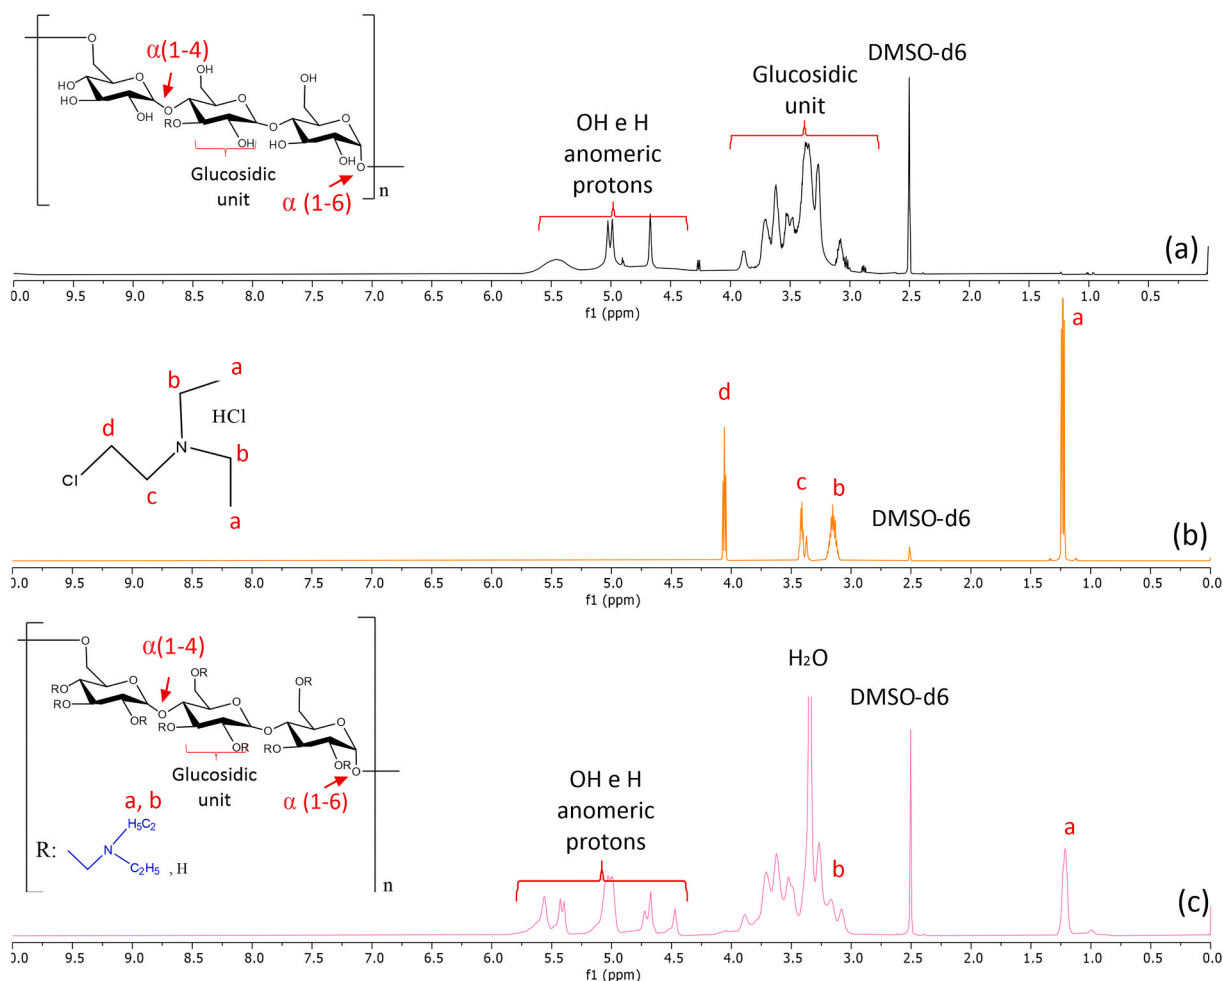 O
α(1-4)
OH
HO
O
HO
OH
O
OH
O
RO
OH
O
OH
O
HO
OH
O
Glucosidic
unit
α (1-6)
n
OH e H
anomeric
protons
Glucosidic
unit
DMSO-d6
(a)
0.0 9.5 9.0 8.5 8.0 7.5 7.0 5.5 5.0 4.5 4.0 3.5 3.0 2.5 2.0 1.5 1.0 0.5
f1 (ppm)
a
b
HCl
d
N
b
Cl
c
a
d
c
b
DMSO-d6
a
(b)
0.0 9.5 9.0 8.5 8.0 7.5 7.0 6.5 6.0 5.5 5.0 4.5 4.0 3.5 3.0 2.5 2.0 1.5 1.0 0.5 0.0
f1 (ppm)
O
α(1-4)
OR
OR
RO
O
RO
OR
O
O
RO
OR
O
O
RO
OR
O
Glucosidic
unit
α (1-6)
a, b
H₅C₂
R:
N
C₂H₅ , H
n
OH e H
anomeric
protons
H₂O
b
DMSO-d6
a
(c)
0.0 9.5 9.0 8.5 8.0 7.5 7.0 6.5 6.0 5.5 5.0 4.5 4.0 3.5 3.0 2.5 2.0 1.5 1.0 0.5 0.0
f1 (ppm)